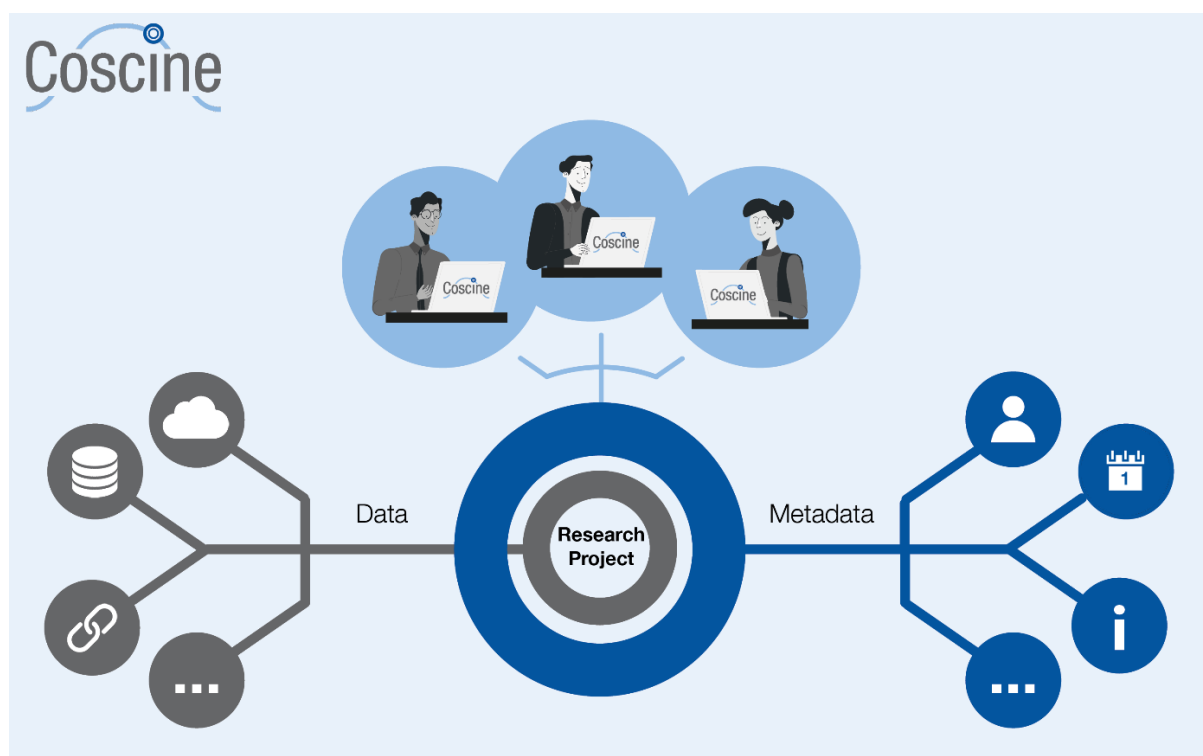 Coscine
Coscine
Coscine
Coscine
Data
Metadata
Research
Project
1
i
...
...